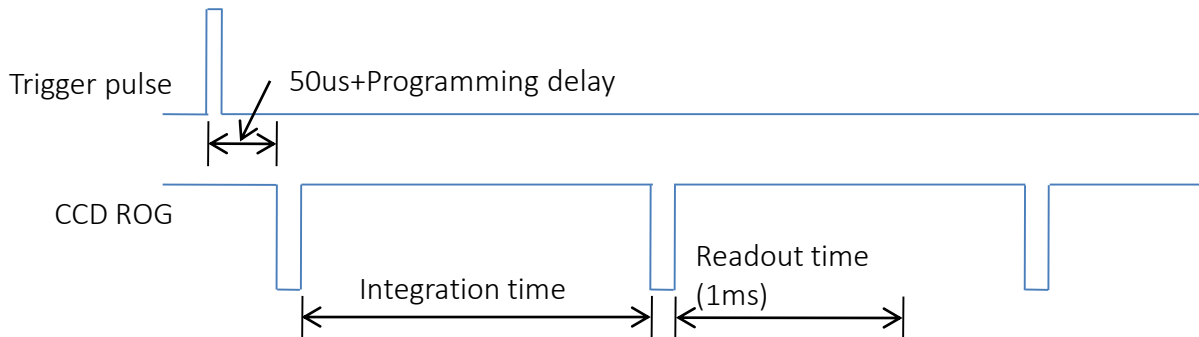 Trigger pulse
50us+Programming delay
CCD ROG
Integration time
Readout time
(1ms)